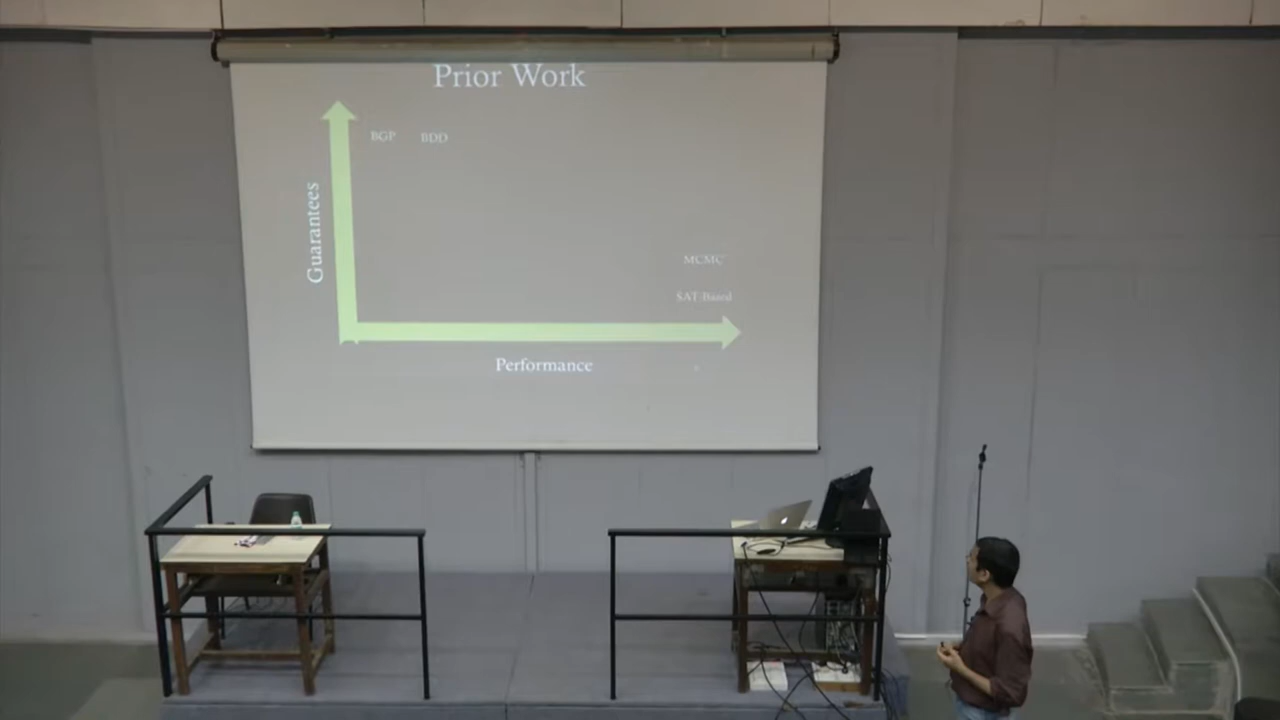 Prior Work
BGP BDD
Guarantees
MCMC
SAT-Based
Performance